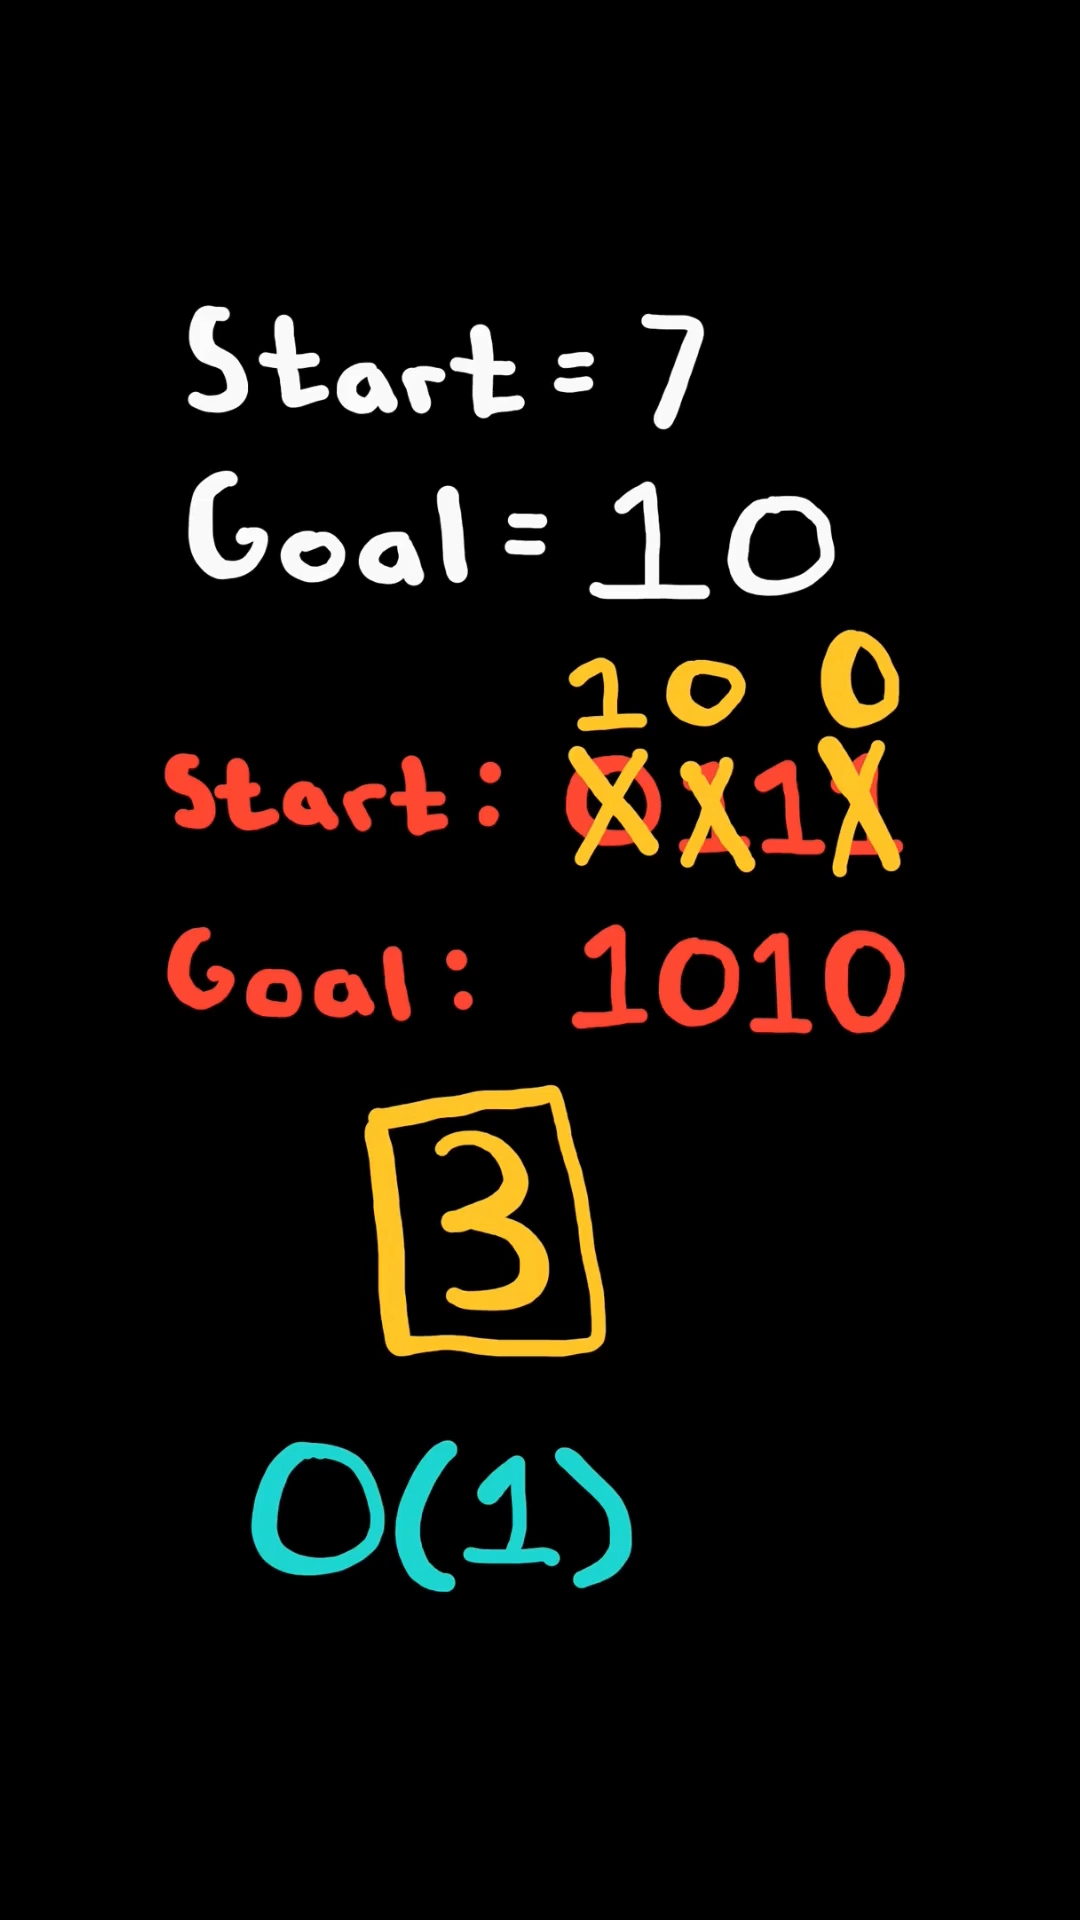 Start = 7
Goal = 10
10 0
Start: 0111
Goal: 1010
3
O(1)